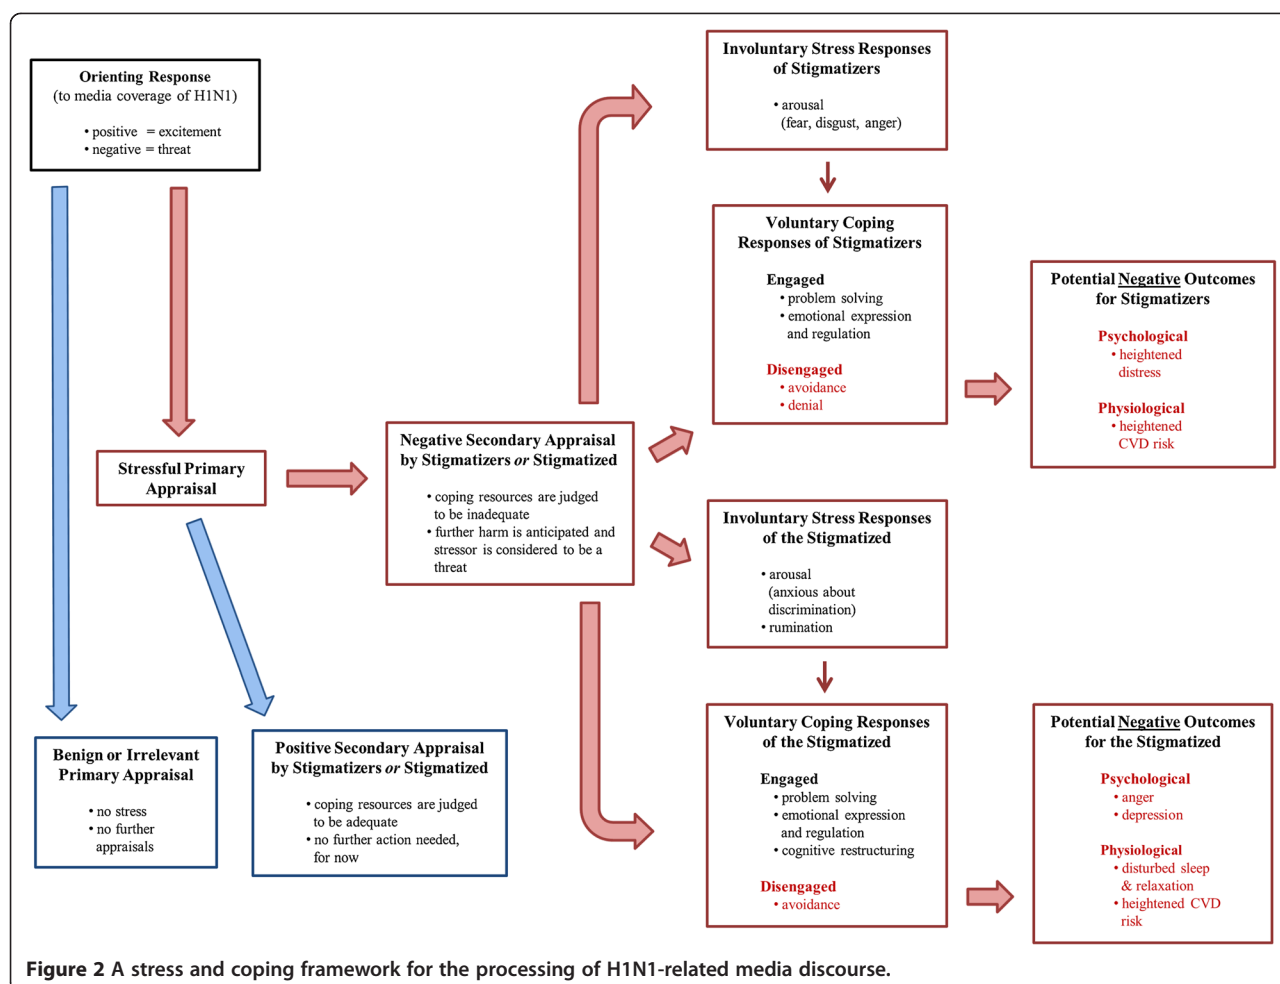 Orienting Response
(to media coverage of H1N1)
• positive = excitement
• negative = threat
Stressful Primary
Appraisal
Benign or Irrelevant
Primary Appraisal
• no stress
• no further
appraisals
Positive Secondary Appraisal
by Stigmatizers or Stigmatized
• coping resources are judged
to be adequate
• no further action needed,
for now
Negative Secondary Appraisal
by Stigmatizers or Stigmatized
• coping resources are judged
to be inadequate
• further harm is anticipated and
stressor is considered to be a
threat
Involuntary Stress Responses
of Stigmatizers
• arousal
(fear, disgust, anger)
Voluntary Coping
Responses of Stigmatizers
Engaged
• problem solving
• emotional expression
and regulation
Disengaged
• avoidance
• denial
Potential Negative Outcomes
for Stigmatizers
Psychological
• heightened
distress
Physiological
• heightened
CVD risk
Involuntary Stress Responses
of the Stigmatized
• arousal
(anxious about
discrimination)
• rumination
Voluntary Coping Responses
of the Stigmatized
Engaged
• problem solving
• emotional expression
and regulation
• cognitive restructuring
Disengaged
• avoidance
Potential Negative Outcomes
for the Stigmatized
Psychological
• anger
• depression
Physiological
• disturbed sleep
& relaxation
• heightened CVD
risk
Figure 2 A stress and coping framework for the processing of H1N1-related media discourse.